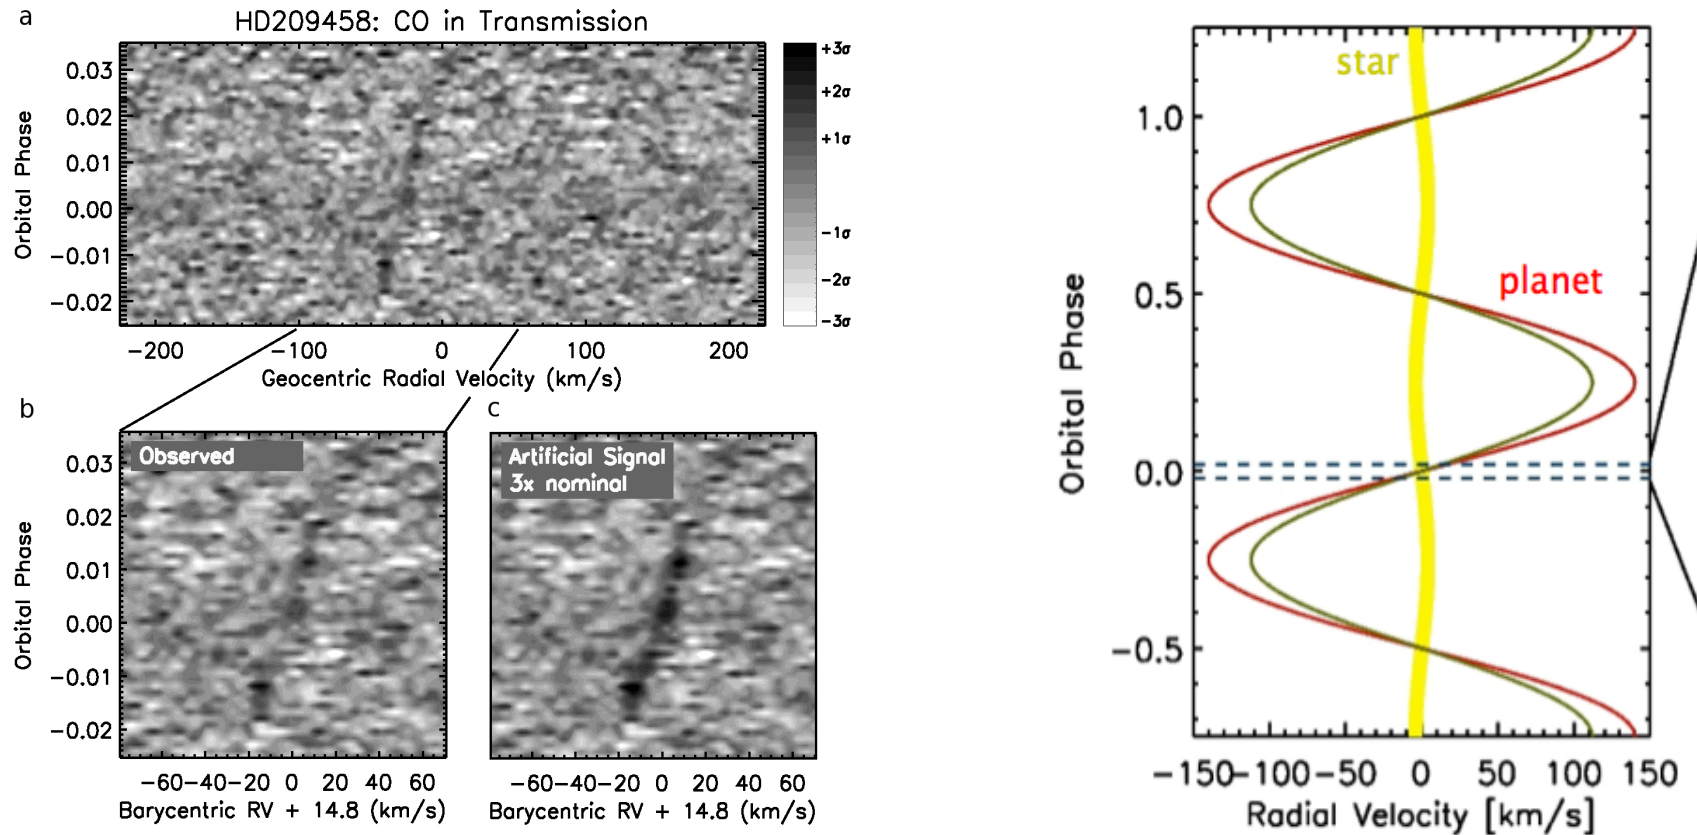 a
HD209458: CO in Transmission
Orbital Phase
0.03
0.02
0.01
0.00
−0.01
−0.02
−200 −100 0 100 200
Geocentric Radial Velocity (km/s)
+3σ
+2σ
+1σ
−1σ
−2σ
−3σ
b
Observed
Orbital Phase
0.03
0.02
0.01
0.00
−0.01
−0.02
−60 −40 −20 0 20 40 60
Barycentric RV + 14.8 (km/s)
c
Artificial Signal
3x nominal
−60 −40 −20 0 20 40 60
Barycentric RV + 14.8 (km/s)
star
planet
Orbital Phase
1.0
0.5
0.0
−0.5
−150 −100 −50 0 50 100 150
Radial Velocity [km/s]